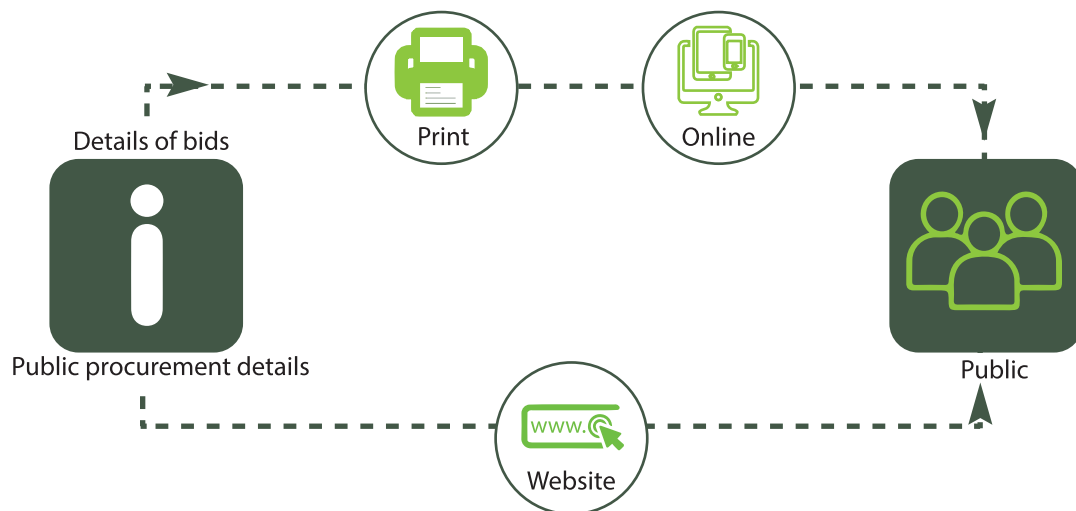 Print
Online
Details of bids
Public procurement details
Public
www.
Website